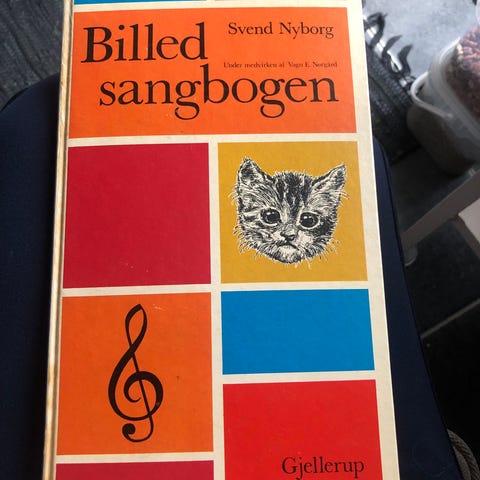 Billed
Svend Nyborg
Under medvirken af Vagn E. Nørgård
sangbogen
Gjellerup